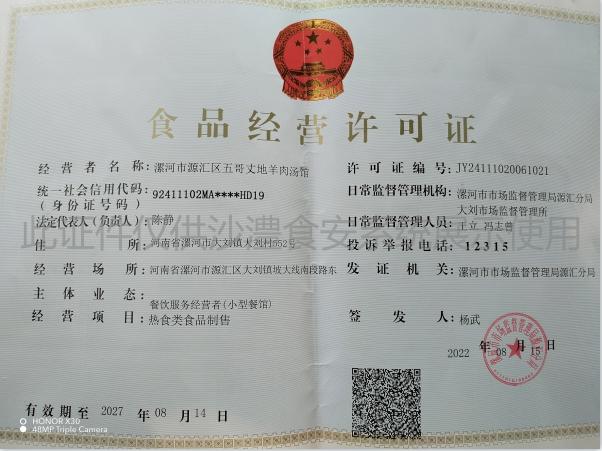 食品经营许可证
经营者名称：漯河市源汇区五哥丈地羊肉汤馆
统一社会信用代码：92411102MA****HD19
（身份证号码）
法定代表人（负责人）：陈静
住所：河南省漯河市大刘镇大刘村552号
经营场所：河南省漯河市源汇区大刘镇坡大线南段路东
主体业态：餐饮服务经营者(小型餐馆)
经营项目：热食类食品制售
许可证编号：JY24111020061021
日常监督管理机构：漯河市市场监督管理局源汇分局
大刘市场监督管理所
日常监督管理人员：王立 冯志曾
投诉举报电话：12315
发证机关：漯河市市场监督管理局源汇分局
签发人：杨武
2022 年 08 月 15 日
有效期至 2027 年 08 月 14 日
HONOR X30
48MP Triple Camera